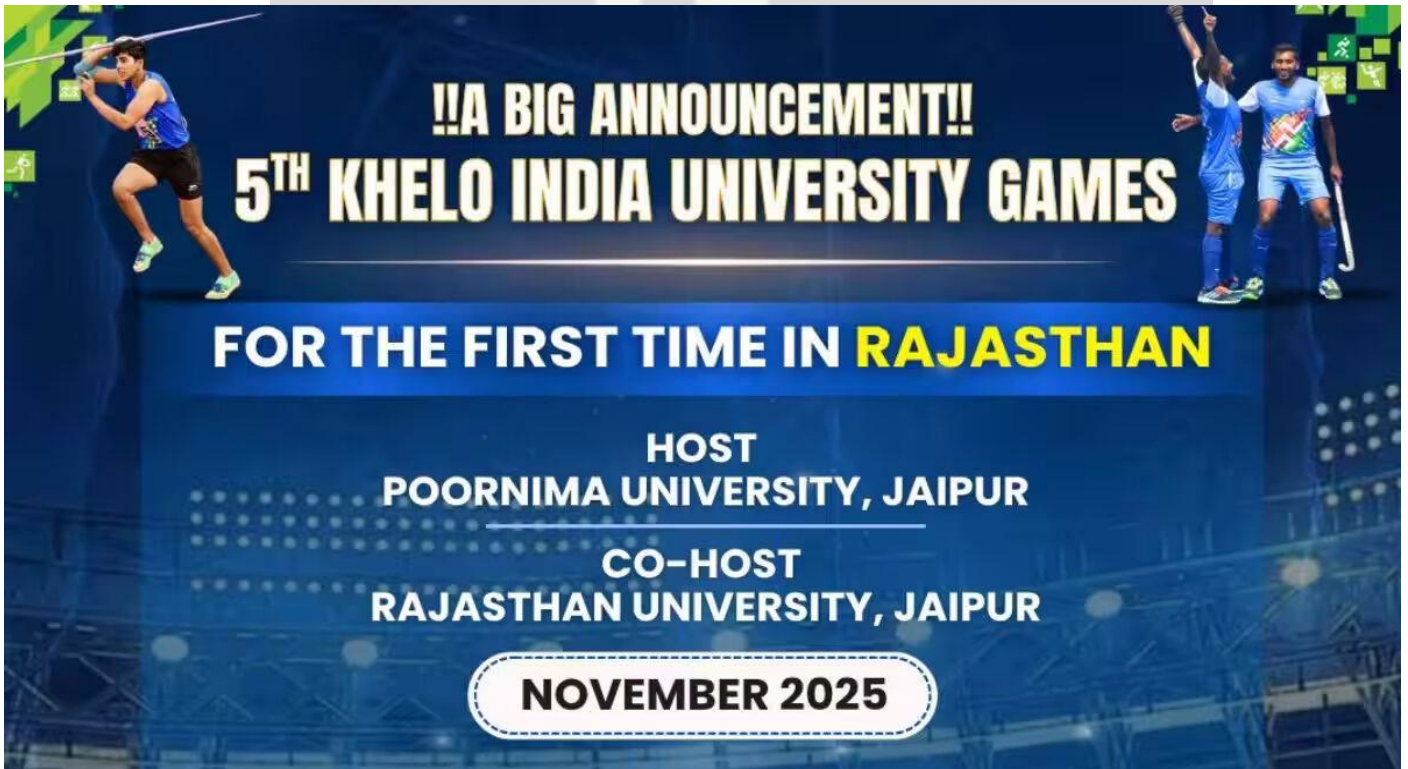 !!A BIG ANNOUNCEMENT!!
5TH KHELO INDIA UNIVERSITY GAMES
FOR THE FIRST TIME IN RAJASTHAN
HOST
POORNIMA UNIVERSITY, JAIPUR
CO-HOST
RAJASTHAN UNIVERSITY, JAIPUR
NOVEMBER 2025